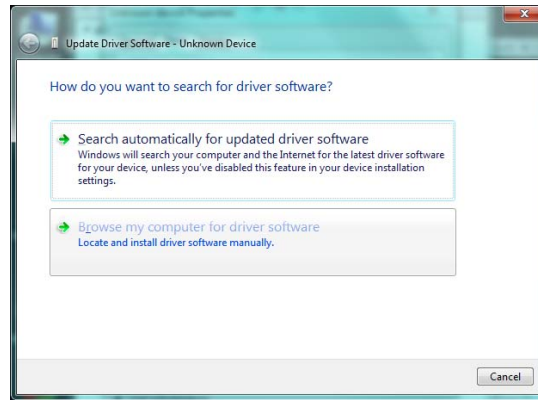 Update Driver Software - Unknown Device
How do you want to search for driver software?
Search automatically for updated driver software
Windows will search your computer and the Internet for the latest driver software
for your device, unless you've disabled this feature in your device installation
settings.
Browse my computer for driver software
Locate and install driver software manually.
Cancel